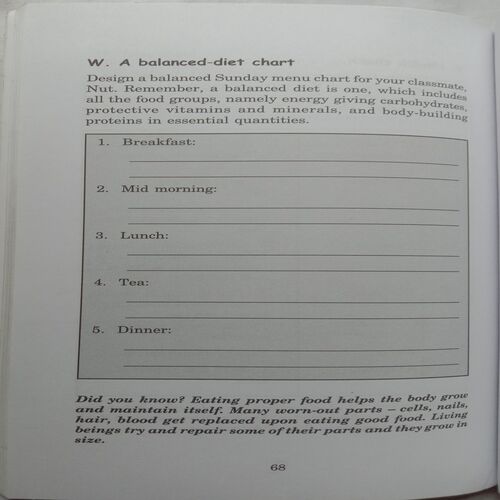 W. A balanced-diet chart
Design a balanced Sunday menu chart for your classmate,
Nut. Remember, a balanced diet is one, which includes
all the food groups, namely energy giving carbohydrates,
protective vitamins and minerals, and body-building
proteins in essential quantities.
1. Breakfast:
2. Mid morning:
3. Lunch:
4. Tea:
5. Dinner:
Did you know? Eating proper food helps the body grow
and maintain itself. Many worn-out parts – cells, nails,
hair, blood get replaced upon eating good food. Living
beings try and repair some of their parts and they grow in
size.
68